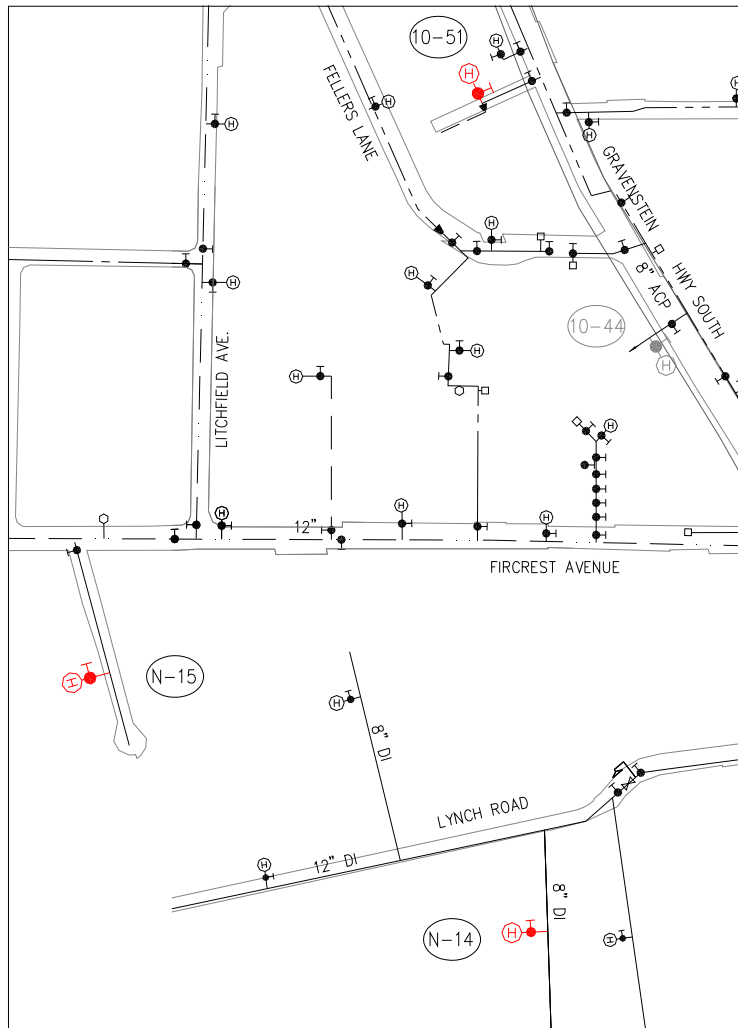 10-51
H
H
FELLERS LANE
H
H
H
H
GRAVENSTEIN
HWY SOUTH
8" ACP
H
H
H
10-44
H
LITCHFIELD AVE.
H
H
H
H
12"
H
H
FIRCREST AVENUE
H
N-15
H
8" DI
LYNCH ROAD
12" DI
H
8" DI
N-14
H
H